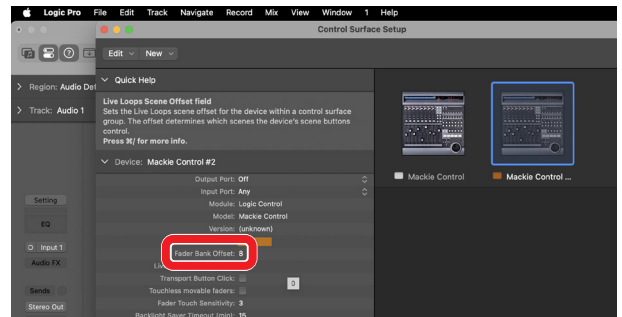 Logic Pro File Edit Track Navigate Record Mix View Window 1 Help
Control Surface Setup
Edit New
Region: Audio Def
Track: Audio 1
Quick Help
Live Loops Scene Offset field
Sets the Live Loops scene offset for the device within a control surface
group. The offset determines which scenes the device's scene buttons
control.
Press ⌘/ for more info.
Device: Mackie Control #2
Output Port: Off
Input Port: Any
Module: Logic Control
Model: Mackie Control
Version: (unknown)
Fader Bank Offset: 8
Transport Button Click:
0
Touchless movable faders:
Fader Touch Sensitivity: 3
Backlight Saver Timeout (min): 15
Setting
EQ
Input 1
Audio FX
Sends
Stereo Out
Mackie Control
Mackie Control ...